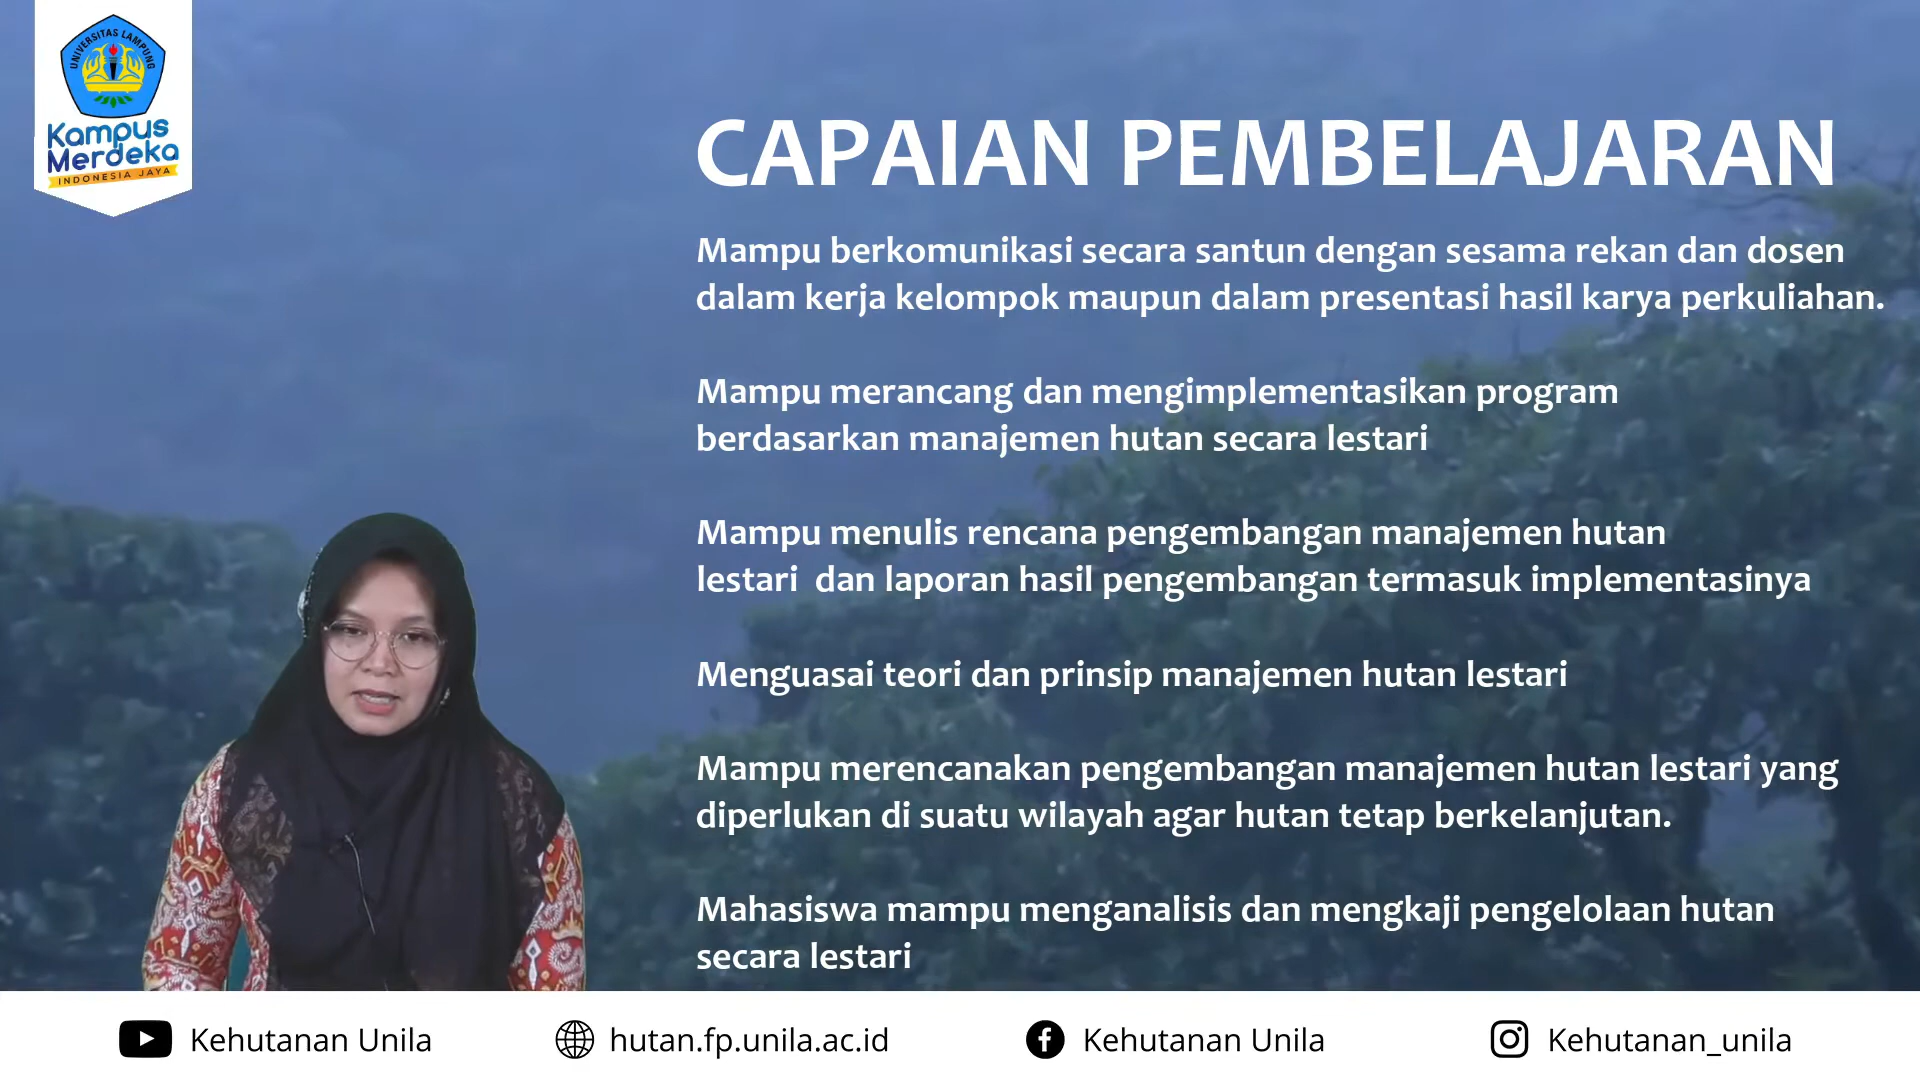 UNIVERSITAS LAMPUNG
Kampus
Merdeka
INDONESIA JAYA
CAPAIAN PEMBELAJARAN
Mampu berkomunikasi secara santun dengan sesama rekan dan dosen
dalam kerja kelompok maupun dalam presentasi hasil karya perkuliahan.
Mampu merancang dan mengimplementasikan program
berdasarkan manajemen hutan secara lestari
Mampu menulis rencana pengembangan manajemen hutan
lestari  dan laporan hasil pengembangan termasuk implementasinya
Menguasai teori dan prinsip manajemen hutan lestari
Mampu merencanakan pengembangan manajemen hutan lestari yang
diperlukan di suatu wilayah agar hutan tetap berkelanjutan.
Mahasiswa mampu menganalisis dan mengkaji pengelolaan hutan
secara lestari
Kehutanan Unila
hutan.fp.unila.ac.id
Kehutanan Unila
Kehutanan_unila